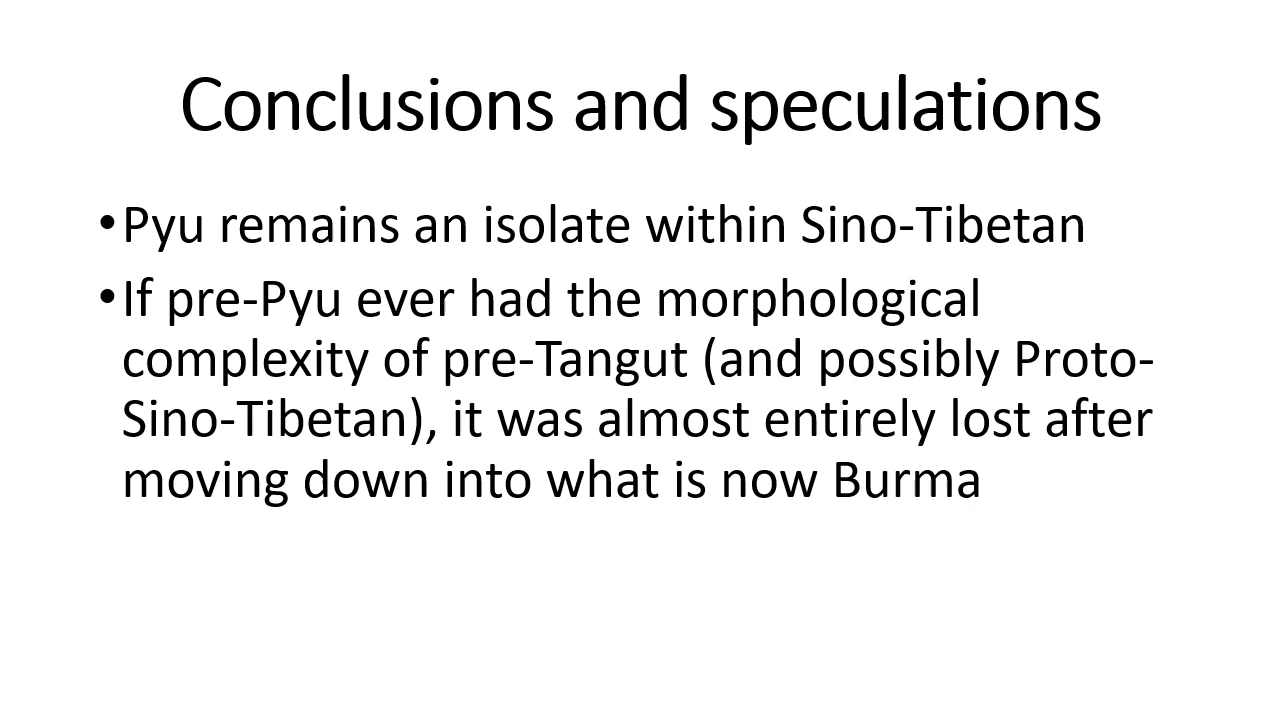 Conclusions and speculations
•Pyu remains an isolate within Sino-Tibetan
•If pre-Pyu ever had the morphological
complexity of pre-Tangut (and possibly Proto-
Sino-Tibetan), it was almost entirely lost after
moving down into what is now Burma